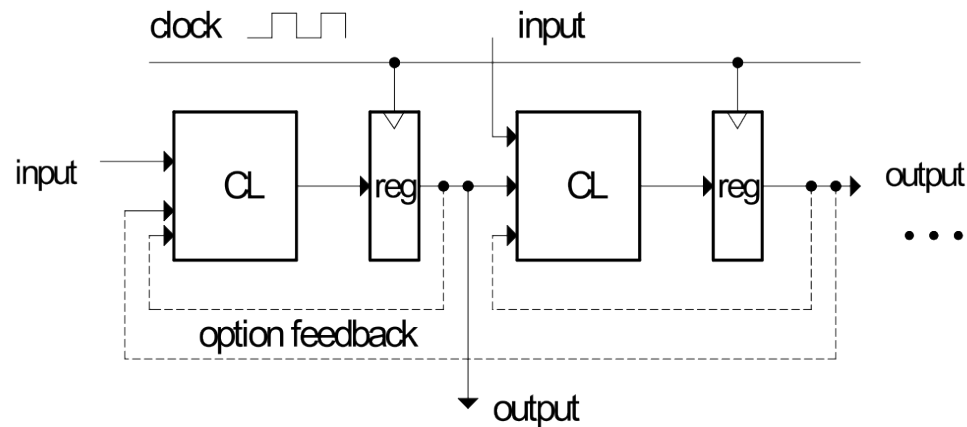 clock
input
input
CL
reg
CL
reg
output
option feedback
output